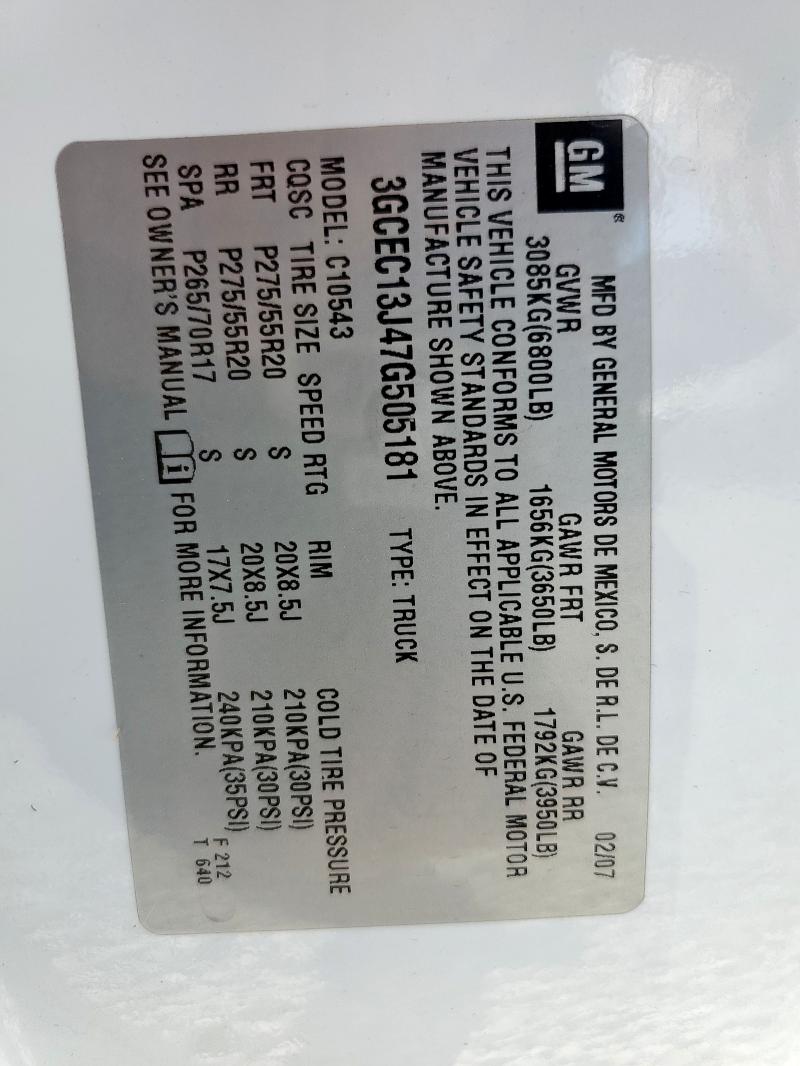 GM®
MFD BY GENERAL MOTORS DE MEXICO, S. DE R.L. DE C.V. 02/07
GVWR GAWR FRT GAWR RR
3085KG(6800LB) 1656KG(3650LB) 1792KG(3950LB)
THIS VEHICLE CONFORMS TO ALL APPLICABLE U.S. FEDERAL MOTOR
VEHICLE SAFETY STANDARDS IN EFFECT ON THE DATE OF
MANUFACTURE SHOWN ABOVE.
3GCEC13J47G505181 TYPE: TRUCK
MODEL: C10543
CQSC TIRE SIZE SPEED RTG RIM COLD TIRE PRESSURE
FRT P275/55R20 S 20X8.5J 210KPA(30PSI)
RR P275/55R20 S 20X8.5J 210KPA(30PSI)
SPA P265/70R17 S 17X7.5J 240KPA(35PSI)
SEE OWNER'S MANUAL i FOR MORE INFORMATION.
F 212
T 640